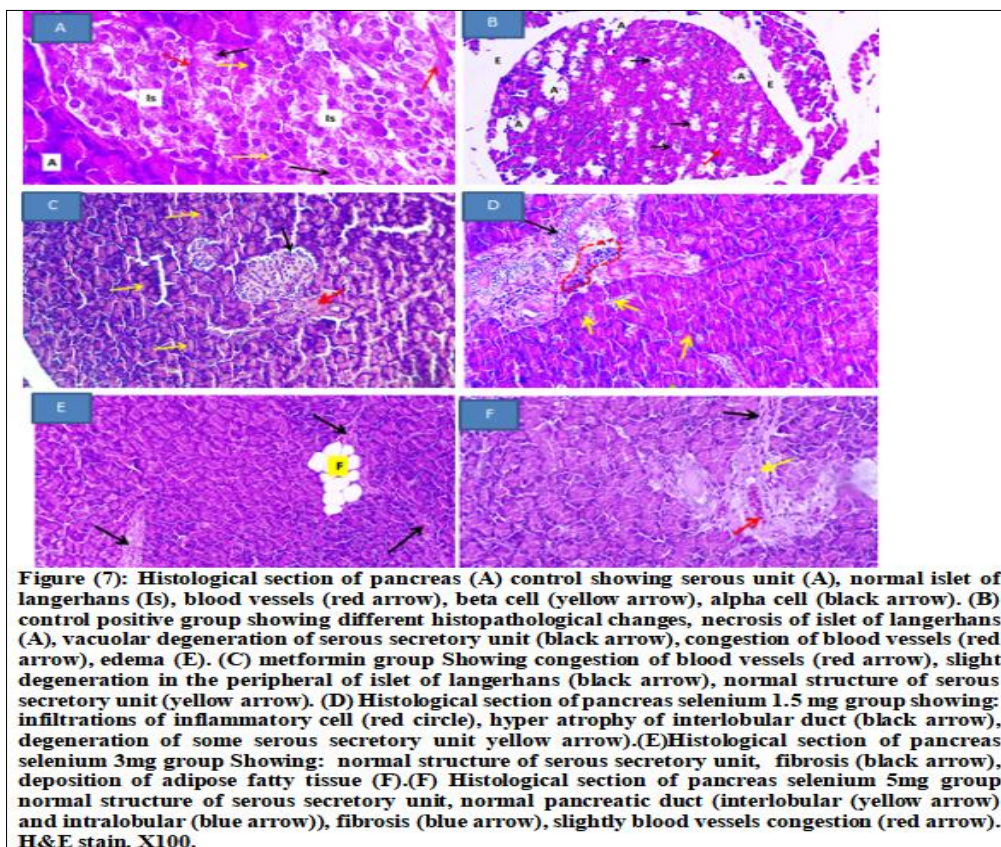 A
B
A
E
A
E
Is
Is
A
A
A
C
D
E
F
F
Figure (7): Histological section of pancreas (A) control showing serous unit (A), normal islet of
langerhans (Is), blood vessels (red arrow), beta cell (yellow arrow), alpha cell (black arrow). (B)
control positive group showing different histopathological changes, necrosis of islet of langerhans
(A), vacuolar degeneration of serous secretory unit (black arrow), congestion of blood vessels (red
arrow), edema (E). (C) metformin group Showing congestion of blood vessels (red arrow), slight
degeneration in the peripheral of islet of langerhans (black arrow), normal structure of serous
secretory unit (yellow arrow). (D) Histological section of pancreas selenium 1.5 mg group showing:
infiltrations of inflammatory cell (red circle), hyper atrophy of interlobular duct (black arrow),
degeneration of some serous secretory unit yellow arrow).(E)Histological section of pancreas
selenium 3mg group Showing: normal structure of serous secretory unit, fibrosis (black arrow),
deposition of adipose fatty tissue (F).(F) Histological section of pancreas selenium 5mg group
normal structure of serous secretory unit, normal pancreatic duct (interlobular (yellow arrow)
and intralobular (blue arrow)), fibrosis (blue arrow), slightly blood vessels congestion (red arrow).
H&E stain, X100.